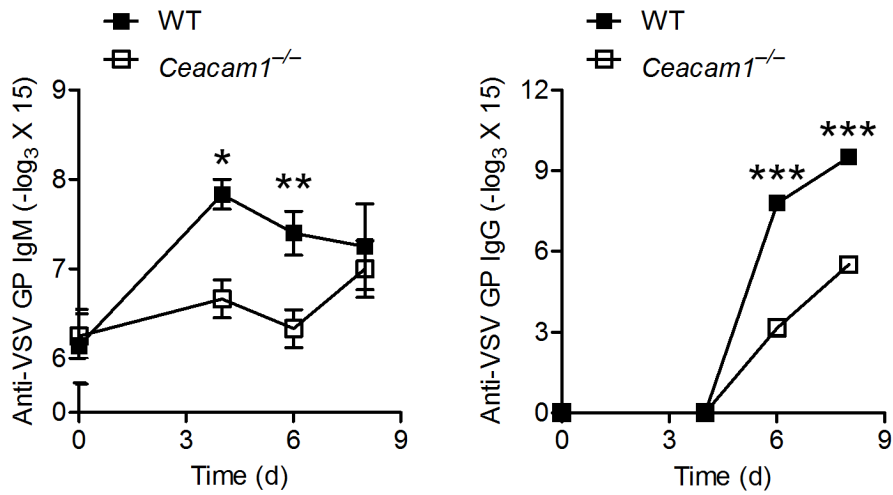 WT
Ceacam1⁻/⁻
Anti-VSV GP IgM (-log₃ X 15)
9
8
7
6
0
*
**
0
3
6
9
Time (d)
WT
Ceacam1⁻/⁻
Anti-VSV GP IgG (-log₃ X 15)
12
9
6
3
0
***
***
0
3
6
9
Time (d)